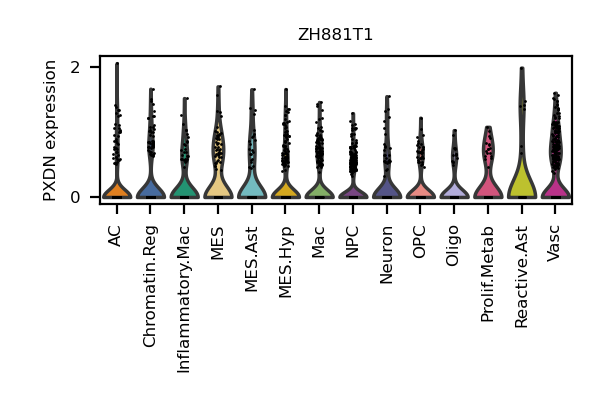 ZH881T1
PXDN expression
2
0
AC
Chromatin.Reg
Inflammatory.Mac
MES
MES.Ast
MES.Hyp
Mac
NPC
Neuron
OPC
Oligo
Prolif.Metab
Reactive.Ast
Vasc